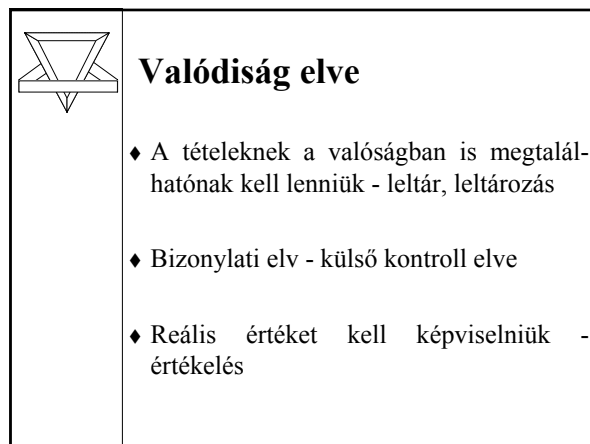 Valódiság elve
♦ A tételeknek a valóságban is megtalál-
hatónak kell lenniük - leltár, leltározás
♦ Bizonylati elv - külső kontroll elve
♦ Reális értéket kell képviselniük -
értékelés